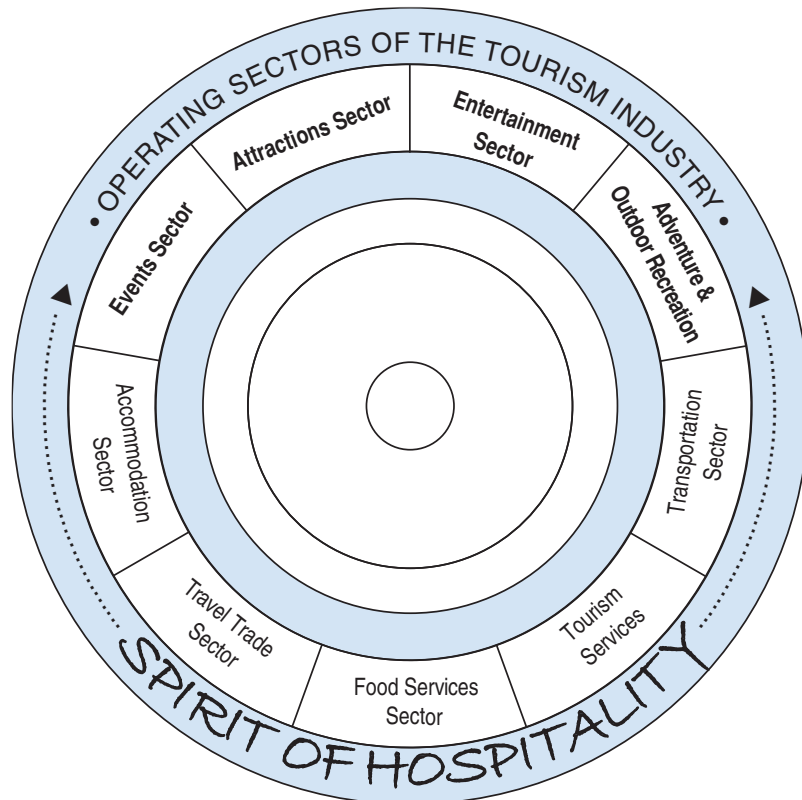 • OPERATING SECTORS OF THE TOURISM INDUSTRY •
Attractions Sector
Entertainment
Sector
Adventure &
Outdoor Recreation
Events Sector
Accommodation
Sector
Transportation
Sector
Travel Trade
Sector
Tourism
Services
Food Services
Sector
SPIRIT OF HOSPITALITY